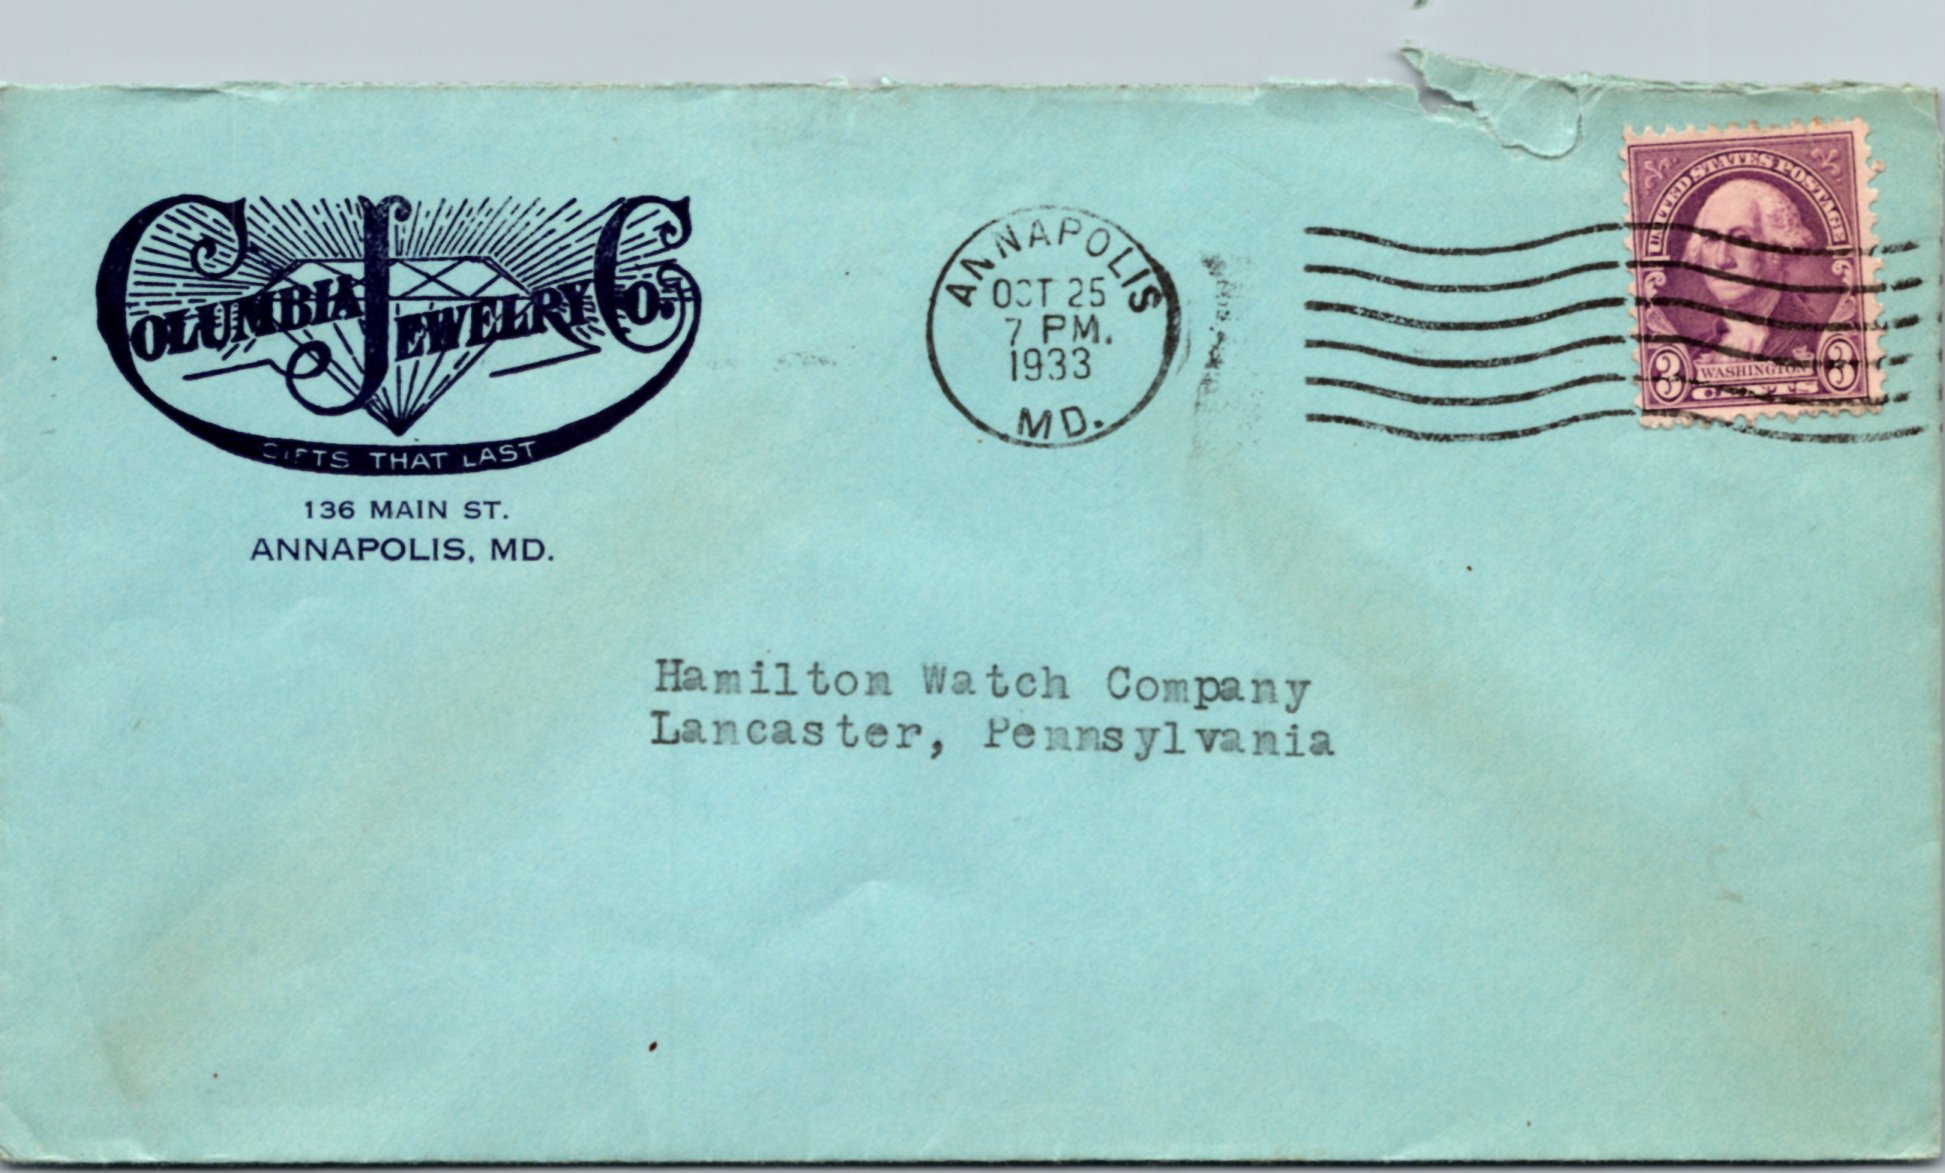 COLUMBIA JEWELRY CO.
GIFTS THAT LAST
136 MAIN ST.
ANNAPOLIS, MD.
ANNAPOLIS
OCT 25
7 PM.
1933
MD.
UNITED STATES POSTAGE
WASHINGTON
3 CENTS 3
Hamilton Watch Company
Lancaster, Pennsylvania